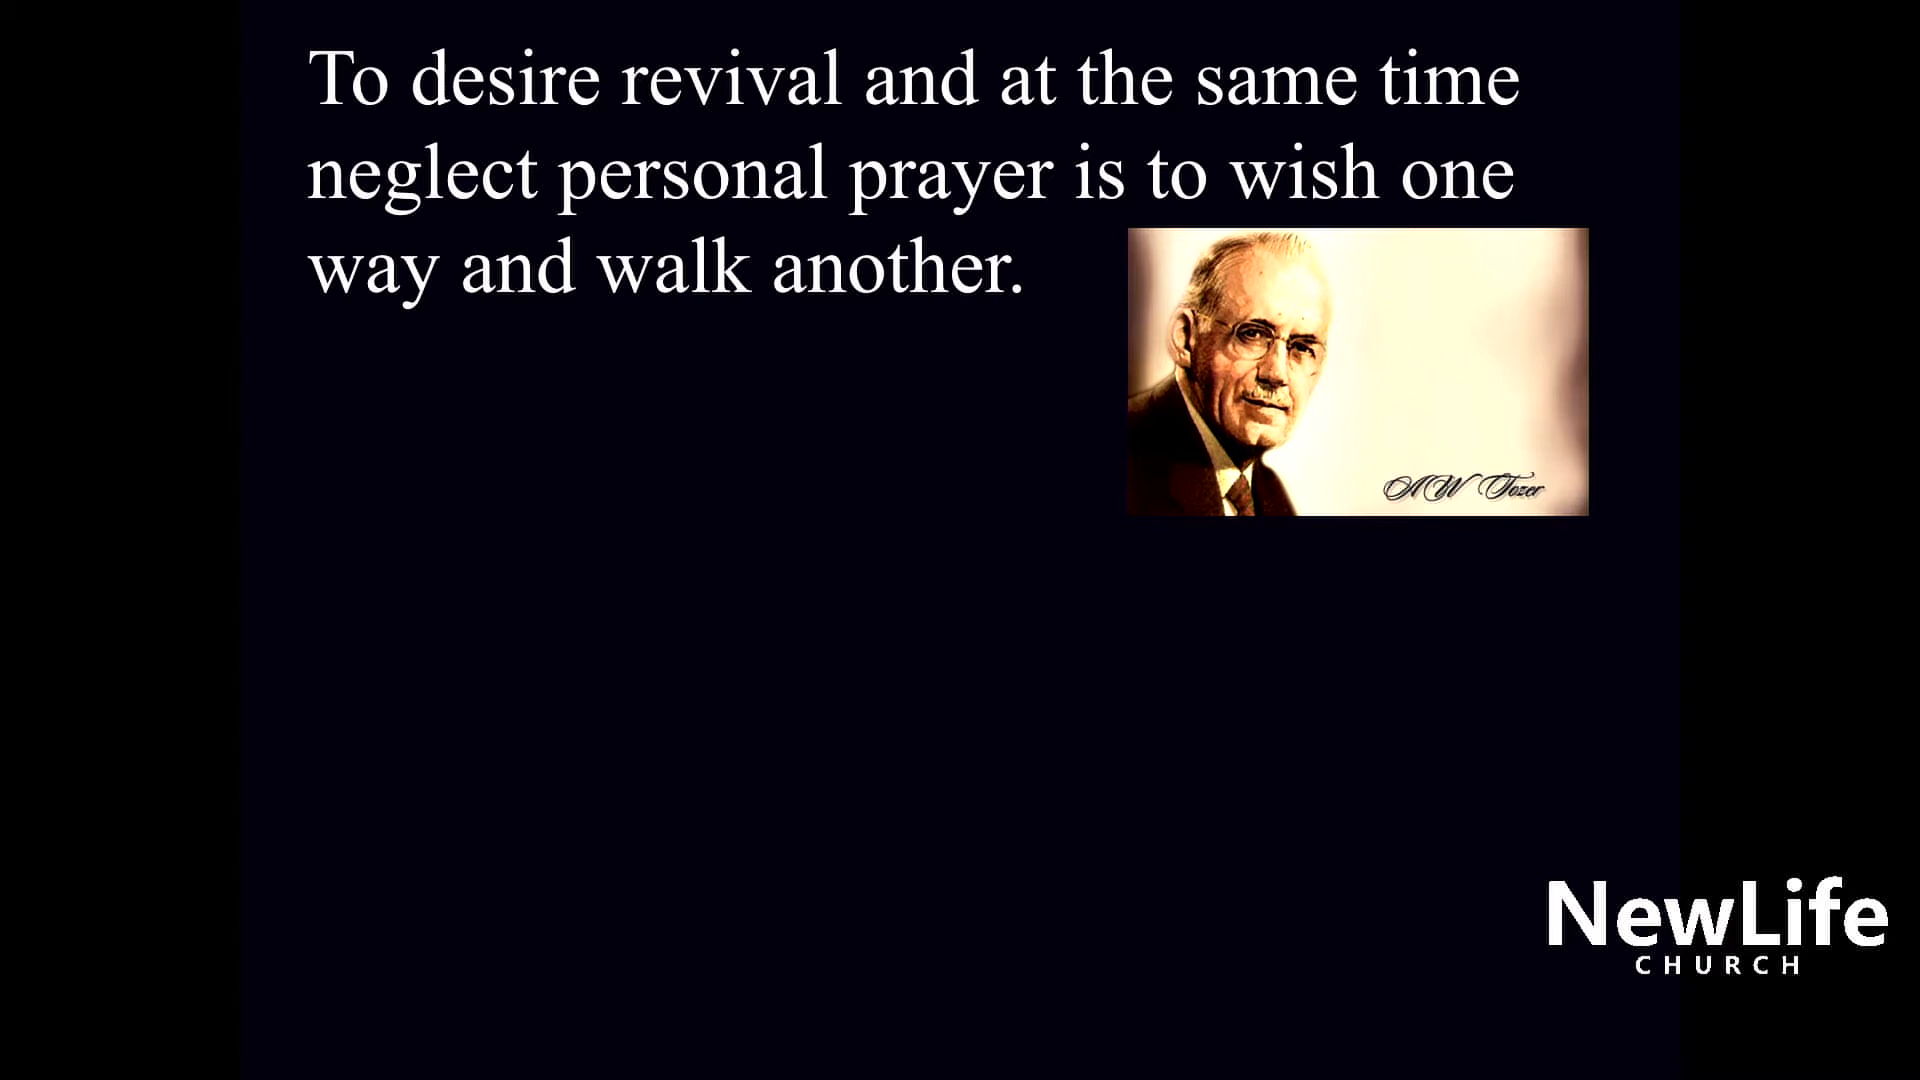 To desire revival and at the same time
neglect personal prayer is to wish one
way and walk another.
AW Tozer
NewLife
CHURCH